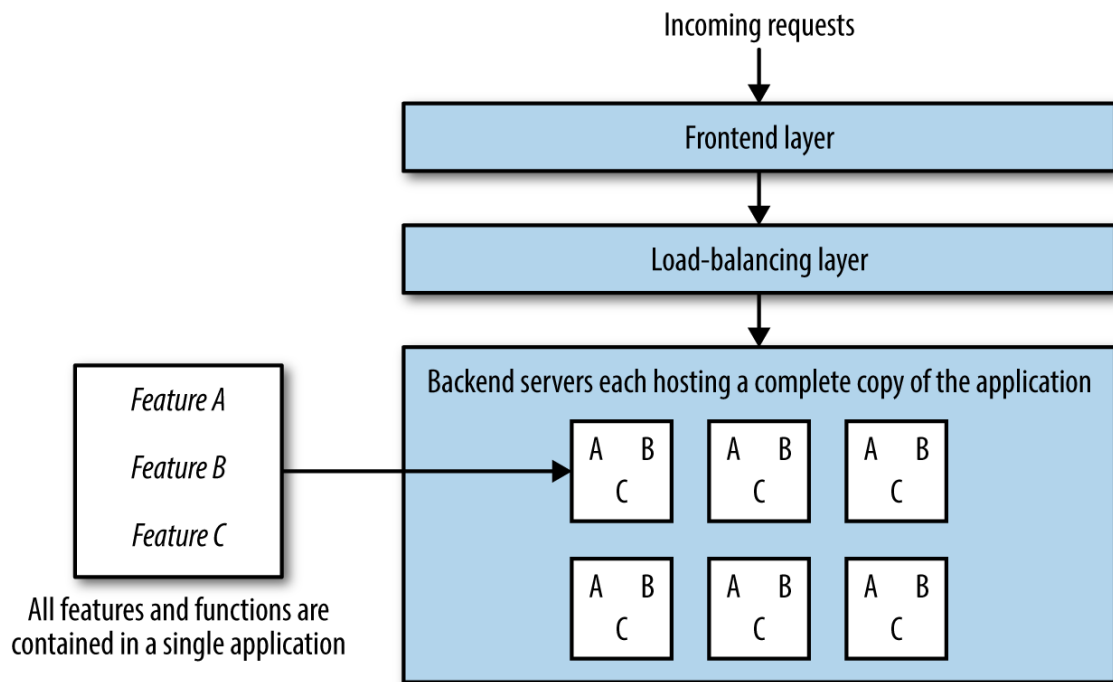 Incoming requests
Frontend layer
Load-balancing layer
Backend servers each hosting a complete copy of the application
Feature A
Feature B
Feature C
All features and functions are
contained in a single application
A B A B A B
C C C
A B A B A B
C C C